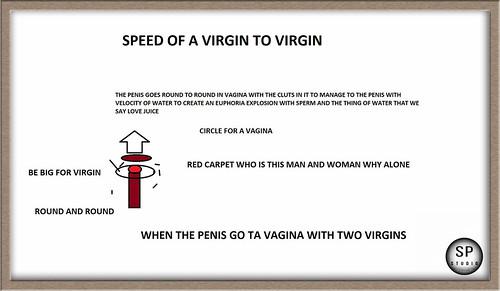 SPEED OF A VIRGIN TO VIRGIN
THE PENIS GOES ROUND TO ROUND IN VAGINA WITH THE CLUTS IN IT TO MANAGE TO THE PENIS WITH
VELOCITY OF WATER TO CREATE AN EUPHORIA EXPLOSION WITH SPERM AND THE THING OF WATER THAT WE
SAY LOVE JUICE
CIRCLE FOR A VAGINA
RED CARPET WHO IS THIS MAN AND WOMAN WHY ALONE
BE BIG FOR VIRGIN
ROUND AND ROUND
WHEN THE PENIS GO TA VAGINA WITH TWO VIRGINS
SP
STUDIO